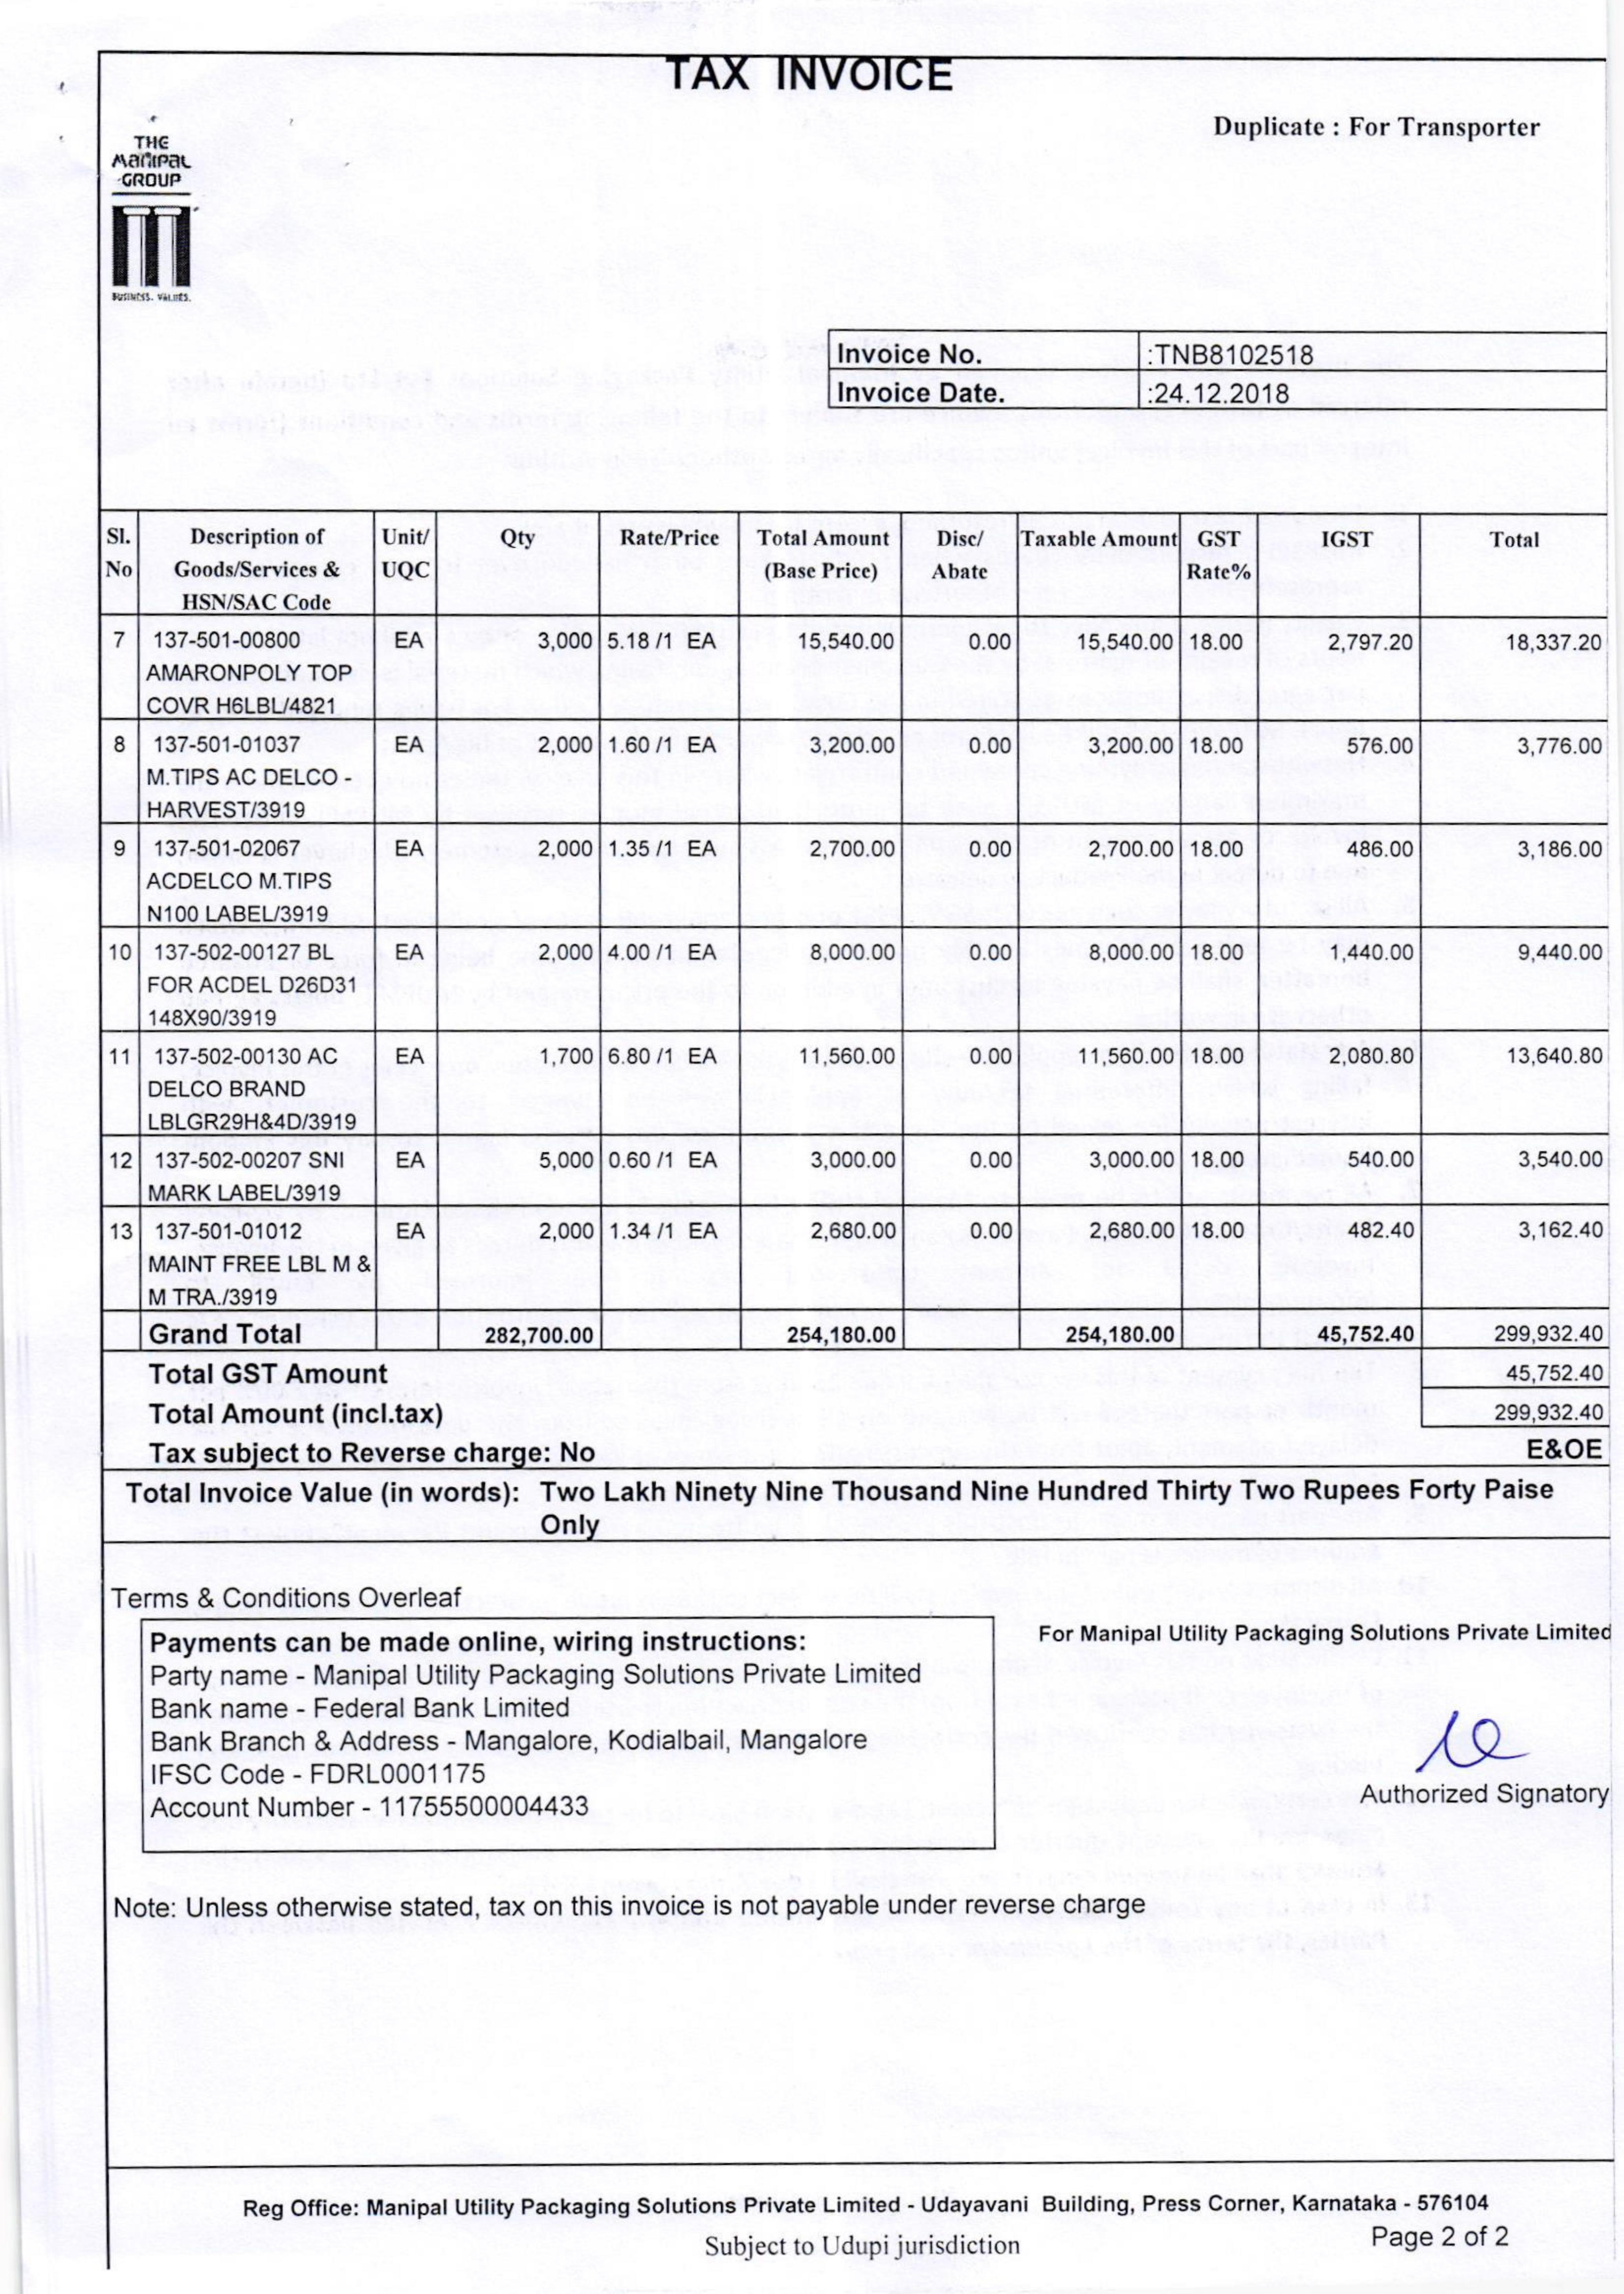 TAX INVOICE
Duplicate : For Transporter
THE
Manipal
GROUP
BUSINESS. VALUES.
Invoice No. :TNB8102518
Invoice Date. :24.12.2018
Sl. Description of Unit/ Qty Rate/Price Total Amount Disc/ Taxable Amount GST IGST Total
No Goods/Services & UQC (Base Price) Abate Rate%
HSN/SAC Code
7 137-501-00800 EA 3,000 5.18 /1 EA 15,540.00 0.00 15,540.00 18.00 2,797.20 18,337.20
AMARONPOLY TOP
COVR H6LBL/4821
8 137-501-01037 EA 2,000 1.60 /1 EA 3,200.00 0.00 3,200.00 18.00 576.00 3,776.00
M.TIPS AC DELCO -
HARVEST/3919
9 137-501-02067 EA 2,000 1.35 /1 EA 2,700.00 0.00 2,700.00 18.00 486.00 3,186.00
ACDELCO M.TIPS
N100 LABEL/3919
10 137-502-00127 BL EA 2,000 4.00 /1 EA 8,000.00 0.00 8,000.00 18.00 1,440.00 9,440.00
FOR ACDEL D26D31
148X90/3919
11 137-502-00130 AC EA 1,700 6.80 /1 EA 11,560.00 0.00 11,560.00 18.00 2,080.80 13,640.80
DELCO BRAND
LBLGR29H&4D/3919
12 137-502-00207 SNI EA 5,000 0.60 /1 EA 3,000.00 0.00 3,000.00 18.00 540.00 3,540.00
MARK LABEL/3919
13 137-501-01012 EA 2,000 1.34 /1 EA 2,680.00 0.00 2,680.00 18.00 482.40 3,162.40
MAINT FREE LBL M &
M TRA./3919
Grand Total 282,700.00 254,180.00 254,180.00 45,752.40 299,932.40
Total GST Amount 45,752.40
Total Amount (incl.tax) 299,932.40
Tax subject to Reverse charge: No E&OE
Total Invoice Value (in words): Two Lakh Ninety Nine Thousand Nine Hundred Thirty Two Rupees Forty Paise
Only
Terms & Conditions Overleaf
Payments can be made online, wiring instructions:
Party name - Manipal Utility Packaging Solutions Private Limited
Bank name - Federal Bank Limited
Bank Branch & Address - Mangalore, Kodialbail, Mangalore
IFSC Code - FDRL0001175
Account Number - 11755500004433
For Manipal Utility Packaging Solutions Private Limited
Authorized Signatory
Note: Unless otherwise stated, tax on this invoice is not payable under reverse charge
Reg Office: Manipal Utility Packaging Solutions Private Limited - Udayavani Building, Press Corner, Karnataka - 576104
Subject to Udupi jurisdiction
Page 2 of 2